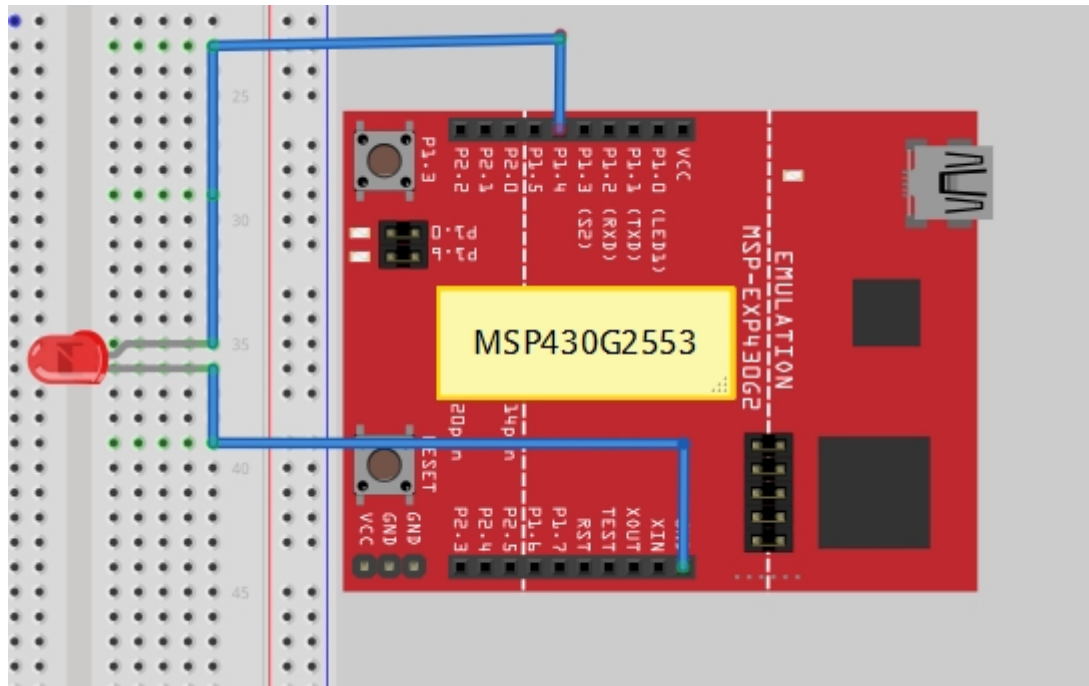 25
30
35
40
45
P1.3
P2.2
P2.1
P2.0
P1.5
P1.4
P1.3 (S2)
P1.2 (RXD)
P1.1 (TXD)
P1.0 (LED1)
VCC
P1.0
P1.6
MSP430G2553
MSP-EXP430G2
EMULATION
20pin
14pin
RESET
VCC
GND
GND
P2.3
P2.4
P2.5
P1.6
P1.7
RST
TEST
XOUT
XIN